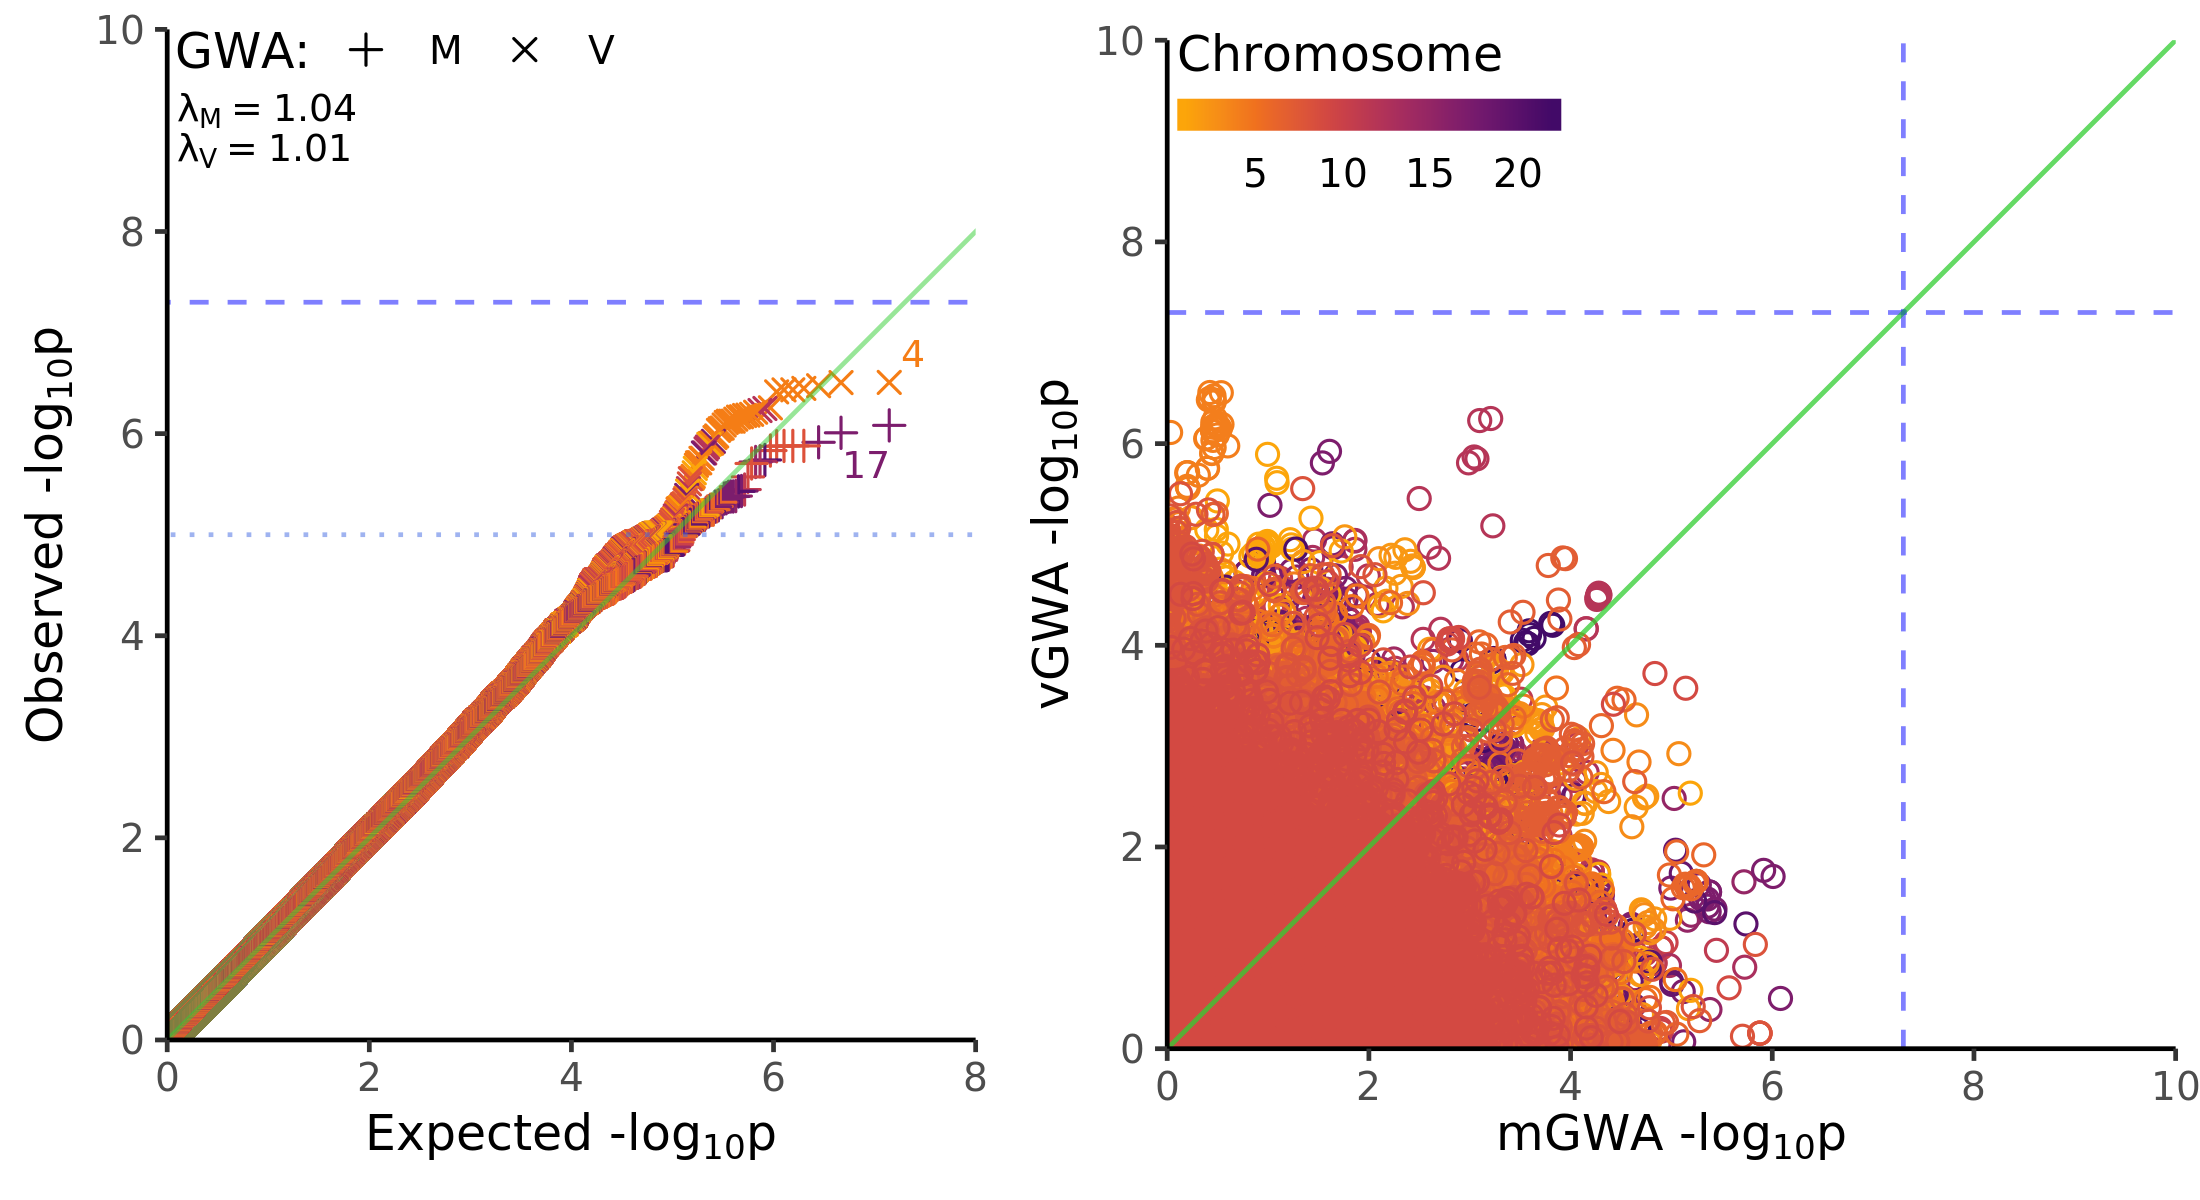 GWA: + M × V
λM = 1.04
λV = 1.01
10
8
6
4
2
0
Observed -log10p
4
17
0 2 4 6 8
Expected -log10p
Chromosome
5 10 15 20
10
8
6
4
2
0
vGWA -log10p
0 2 4 6 8 10
mGWA -log10p